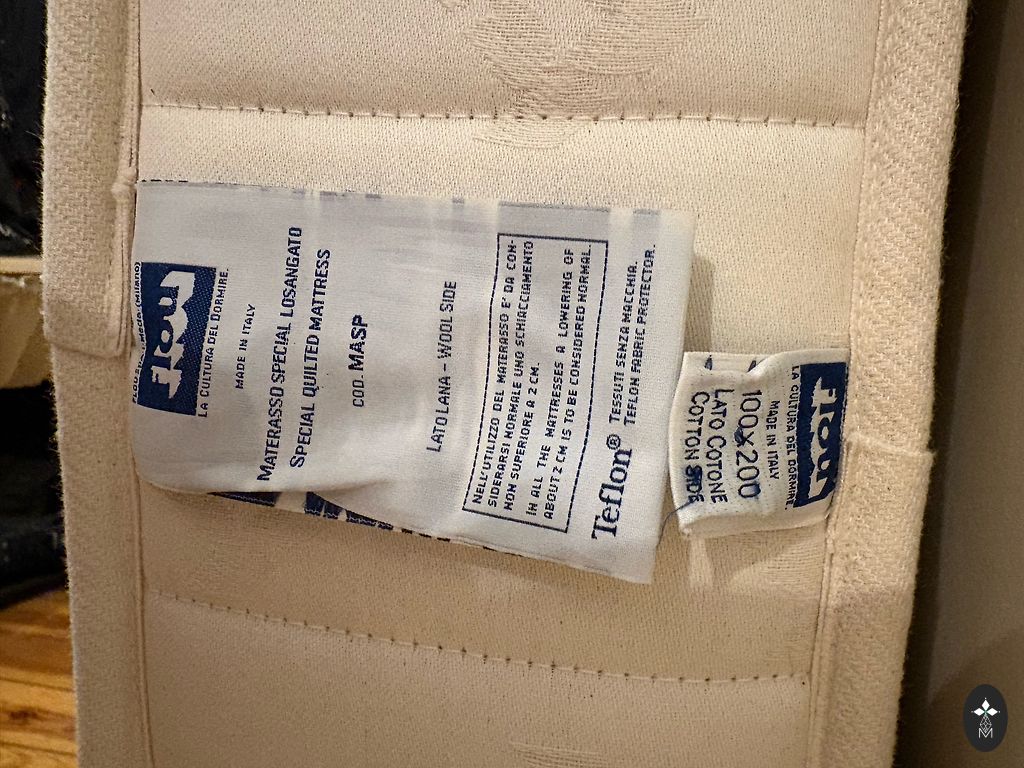 flou
LA CULTURA DEL DORMIRE.
MADE IN ITALY
MATERASSO SPECIAL LOSANGATO
SPECIAL QUILTED MATTRESS
COD. MASP
LATO LANA - WOOL SIDE
NELL'UTILIZZO DEL MATERASSO E' DA CON-
SIDERARSI NORMALE UNO SCHIACCIAMENTO
NON SUPERIORE A 2 CM.
IN ALL THE MATTRESSES A LOWERING OF
ABOUT 2 CM IS TO BE CONSIDERED NORMAL.
Teflon® TESSUTI SENZA MACCHIA.
TEFLON FABRIC PROTECTOR.
flou
LA CULTURA DEL DORMIRE.
MADE IN ITALY
100x200
LATO COTONE
COTTON SIDE
M